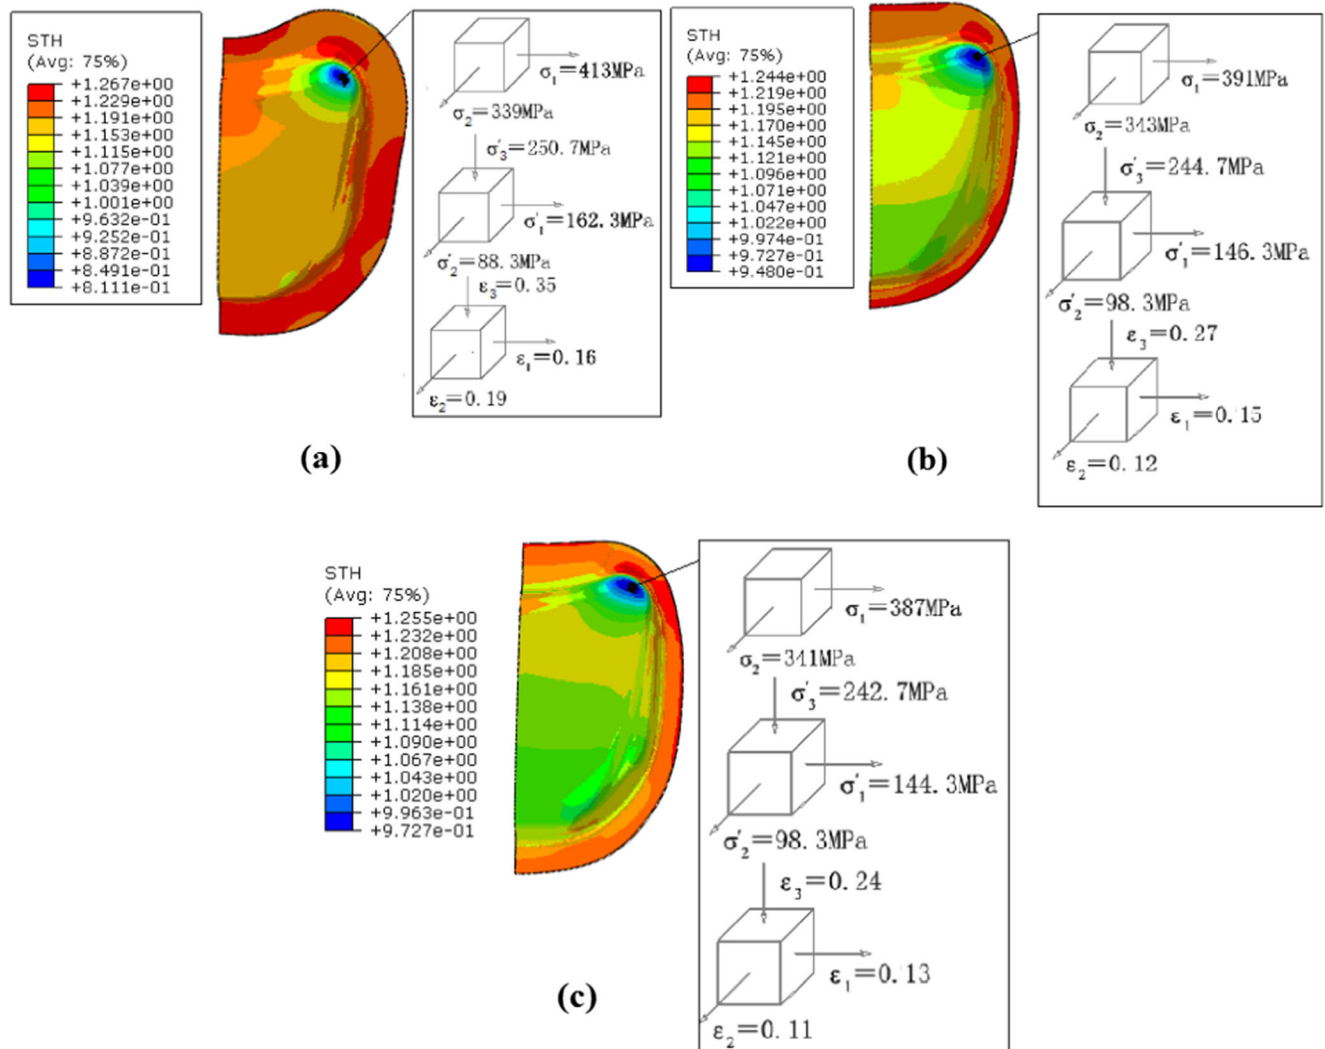 STH
(Avg: 75%)
+1.267e+00
+1.229e+00
+1.191e+00
+1.153e+00
+1.115e+00
+1.077e+00
+1.039e+00
+1.001e+00
+9.632e-01
+9.252e-01
+8.872e-01
+8.491e-01
+8.111e-01
σ₁=413MPa
σ₂=339MPa
σ′₃=250.7MPa
σ′₁=162.3MPa
σ′₂=88.3MPa
ε₃=0.35
ε₁=0.16
ε₂=0.19
(a)
STH
(Avg: 75%)
+1.244e+00
+1.219e+00
+1.195e+00
+1.170e+00
+1.145e+00
+1.121e+00
+1.096e+00
+1.071e+00
+1.047e+00
+1.022e+00
+9.974e-01
+9.727e-01
+9.480e-01
σ₁=391MPa
σ₂=343MPa
σ′₃=244.7MPa
σ′₁=146.3MPa
σ′₂=98.3MPa
ε₃=0.27
ε₁=0.15
ε₂=0.12
(b)
STH
(Avg: 75%)
+1.255e+00
+1.232e+00
+1.208e+00
+1.185e+00
+1.161e+00
+1.138e+00
+1.114e+00
+1.090e+00
+1.067e+00
+1.043e+00
+1.020e+00
+9.963e-01
+9.727e-01
σ₁=387MPa
σ₂=341MPa
σ′₃=242.7MPa
σ′₁=144.3MPa
σ′₂=98.3MPa
ε₃=0.24
ε₁=0.13
ε₂=0.11
(c)